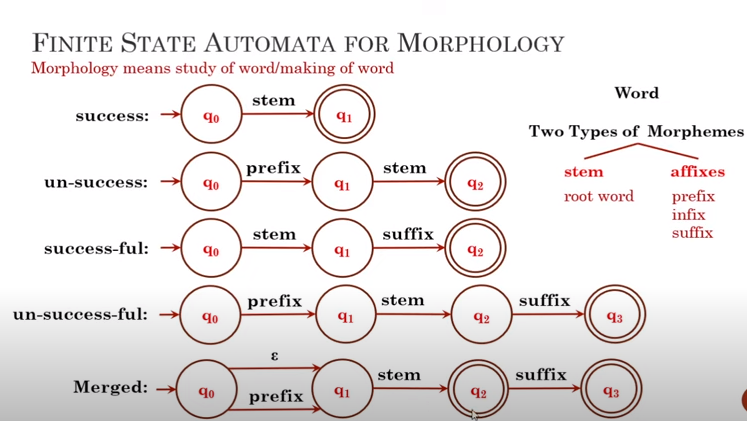 FINITE STATE AUTOMATA FOR MORPHOLOGY
Morphology means study of word/making of word
success: q0 stem q1
un-success: q0 prefix q1 stem q2
success-ful: q0 stem q1 suffix q2
un-success-ful: q0 prefix q1 stem q2 suffix q3
Merged: q0 ε prefix q1 stem q2 suffix q3
Word
Two Types of Morphemes
stem affixes
root word prefix
infix
suffix